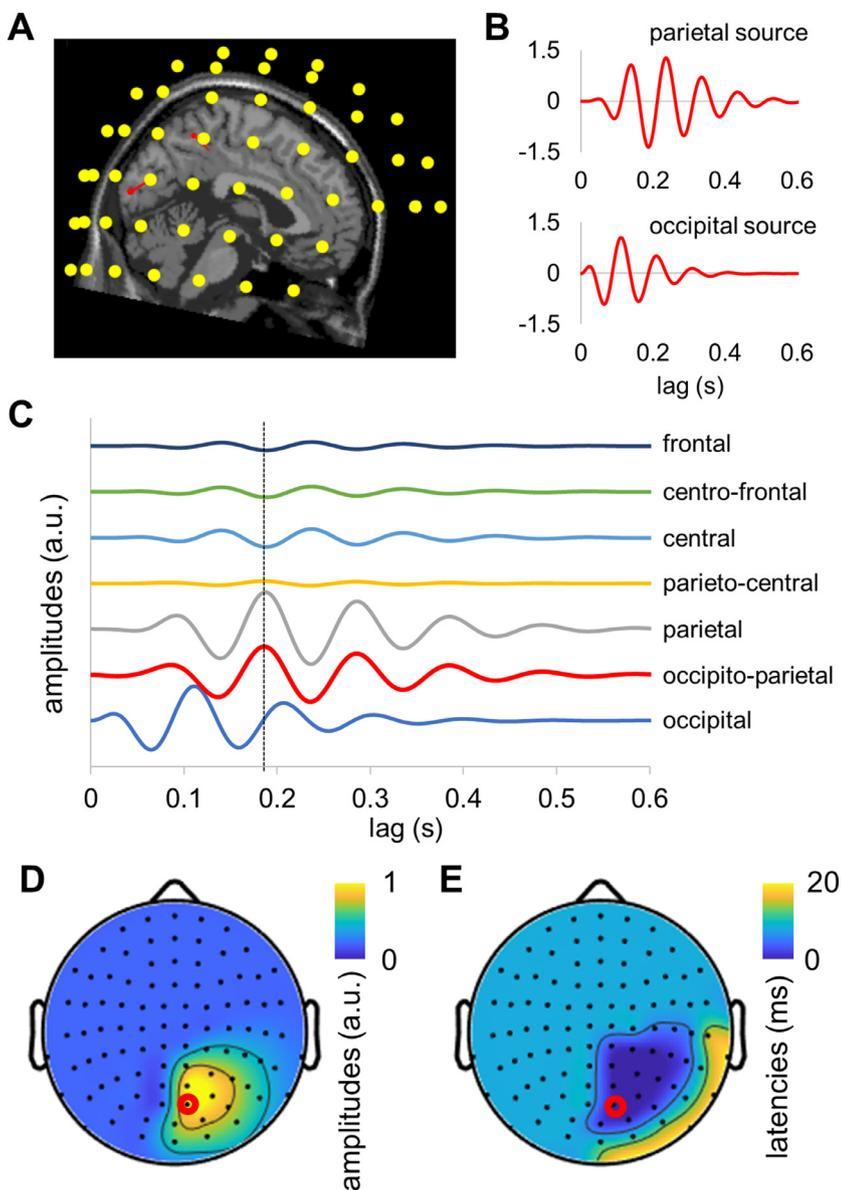 A
B
parietal source
1.5
0
-1.5
0 0.2 0.4 0.6
occipital source
1.5
0
-1.5
0 0.2 0.4 0.6
lag (s)
C
amplitudes (a.u.)
frontal
centro-frontal
central
parieto-central
parietal
occipito-parietal
occipital
0 0.1 0.2 0.3 0.4 0.5 0.6
lag (s)
D
1
0
amplitudes (a.u.)
E
20
0
latencies (ms)